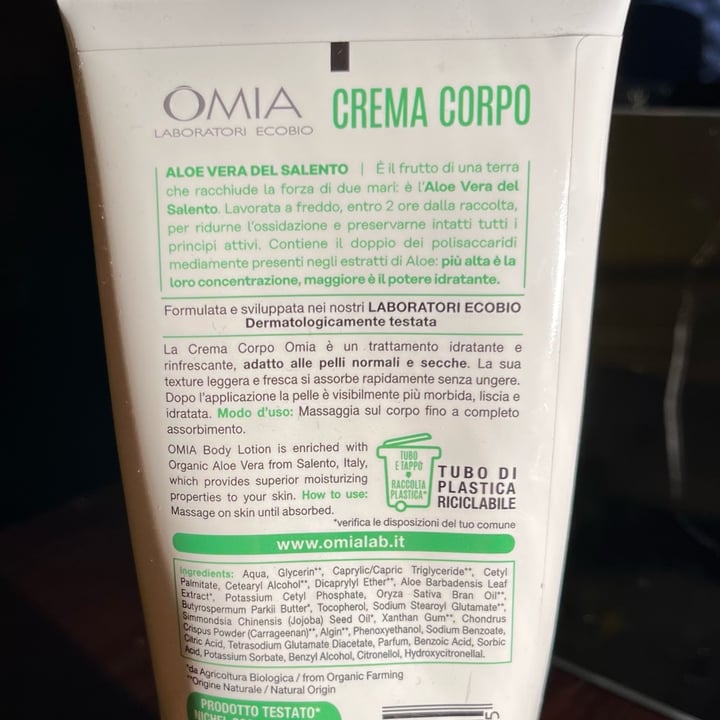 OMIA CREMA CORPO
LABORATORI ECOBIO
ALOE VERA DEL SALENTO | È il frutto di una terra
che racchiude la forza di due mari: è l'Aloe Vera del
Salento. Lavorata a freddo, entro 2 ore dalla raccolta,
per ridurne l'ossidazione e preservarne intatti tutti i
principi attivi. Contiene il doppio dei polisaccaridi
mediamente presenti negli estratti di Aloe: più alta è la
loro concentrazione, maggiore è il potere idratante.
Formulata e sviluppata nei nostri LABORATORI ECOBIO
Dermatologicamente testata
La Crema Corpo Omia è un trattamento idratante e
rinfrescante, adatto alle pelli normali e secche. La sua
texture leggera e fresca si assorbe rapidamente senza ungere.
Dopo l'applicazione la pelle è visibilmente più morbida, liscia e
idratata. Modo d'uso: Massaggia sul corpo fino a completo
assorbimento.
OMIA Body Lotion is enriched with
Organic Aloe Vera from Salento, Italy,
which provides superior moisturizing
properties to your skin. How to use:
Massage on skin until absorbed.
TUBO
E TAPPO
RACCOLTA
PLASTICA*
TUBO DI
PLASTICA
RICICLABILE
*verifica le disposizioni del tuo comune
www.omialab.it
Ingredients: Aqua, Glycerin**, Caprylic/Capric Triglyceride**, Cetyl
Palmitate, Cetearyl Alcohol**, Dicaprylyl Ether**, Aloe Barbadensis Leaf
Extract*, Potassium Cetyl Phosphate, Oryza Sativa Bran Oil**,
Butyrospermum Parkii Butter*, Tocopherol, Sodium Stearoyl Glutamate**,
Simmondsia Chinensis (Jojoba) Seed Oil*, Xanthan Gum**, Chondrus
Crispus Powder (Carrageenan)**, Algin**, Phenoxyethanol, Sodium Benzoate,
Citric Acid, Tetrasodium Glutamate Diacetate, Parfum, Benzoic Acid, Sorbic
Acid, Potassium Sorbate, Benzyl Alcohol, Citronellol, Hydroxycitronellal.
*da Agricoltura Biologica / from Organic Farming
**Origine Naturale / Natural Origin
PRODOTTO TESTATO*